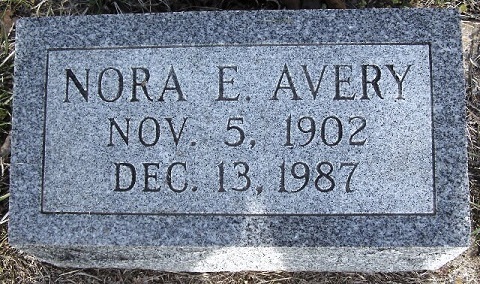 NORA E. AVERY
NOV. 5, 1902
DEC. 13, 1987